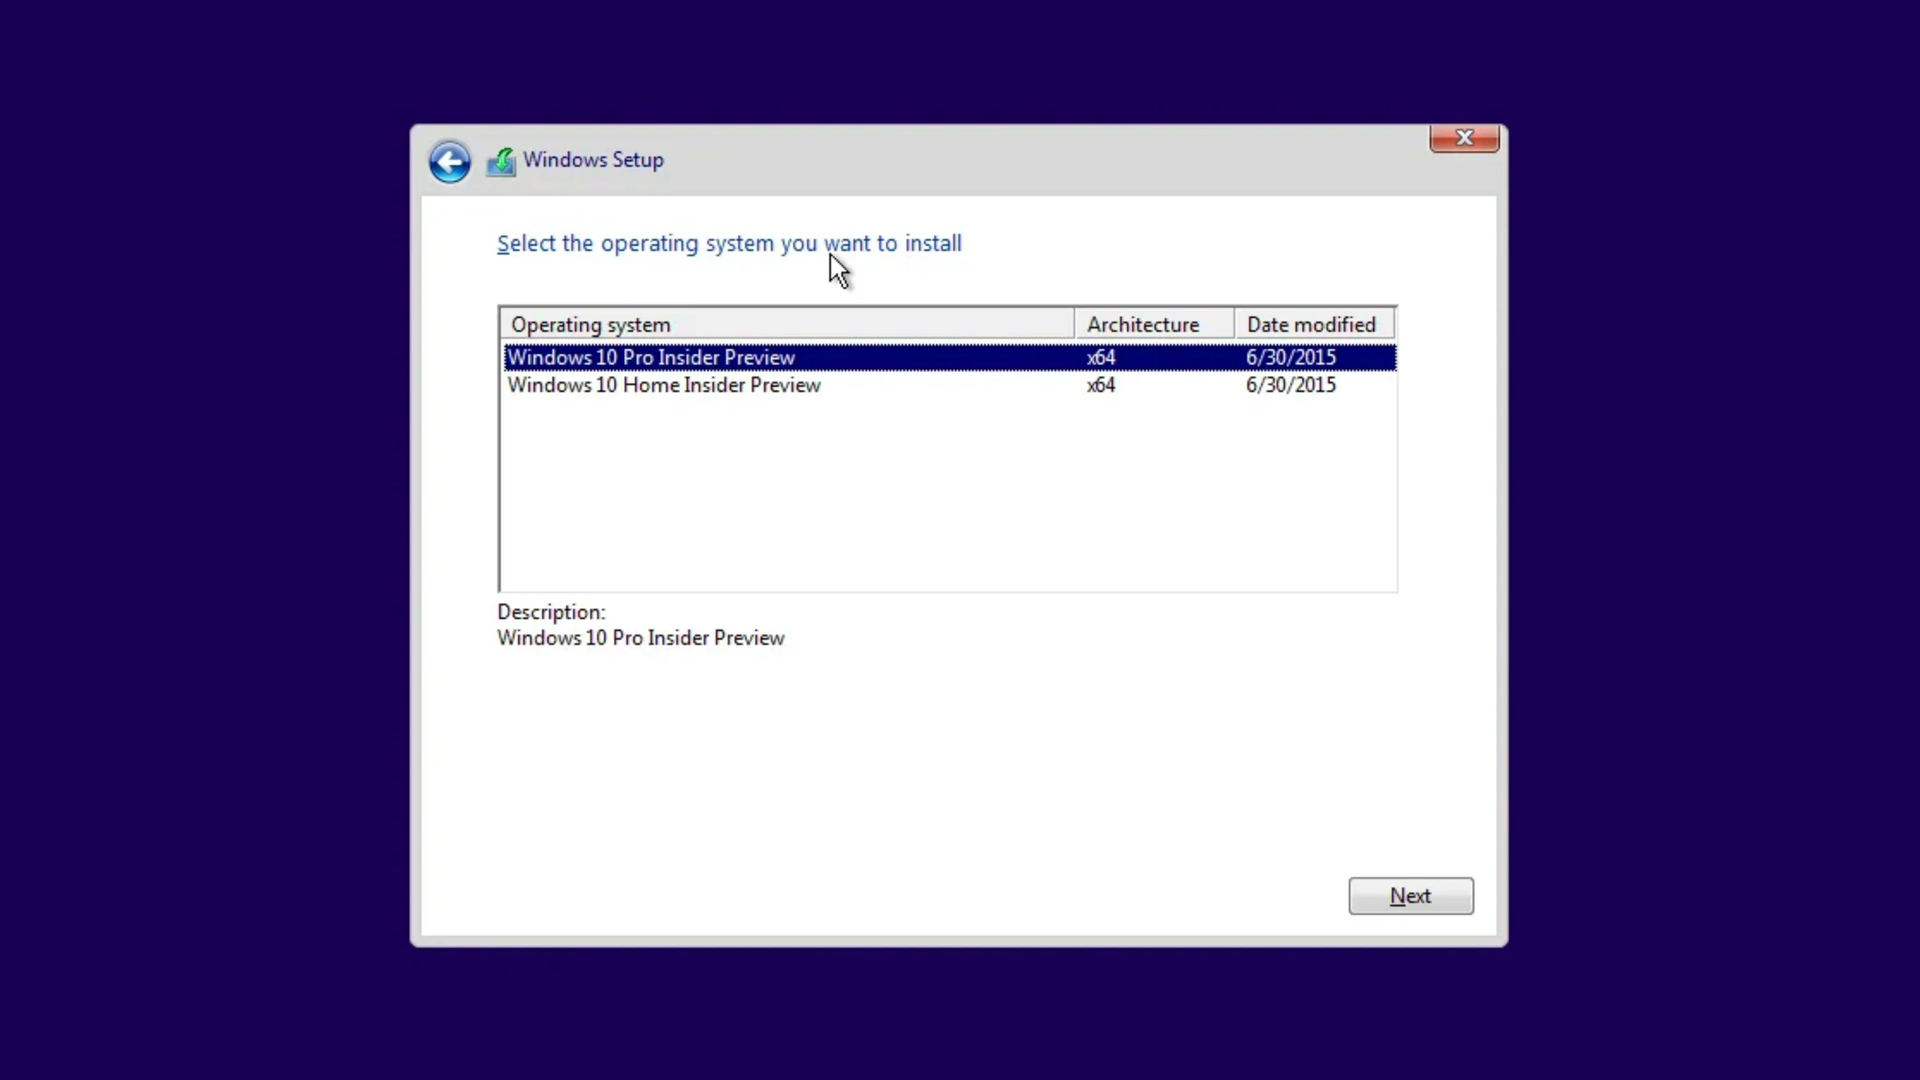 Windows Setup
Select the operating system you want to install
Operating system Architecture Date modified
Windows 10 Pro Insider Preview x64 6/30/2015
Windows 10 Home Insider Preview x64 6/30/2015
Description:
Windows 10 Pro Insider Preview
Next